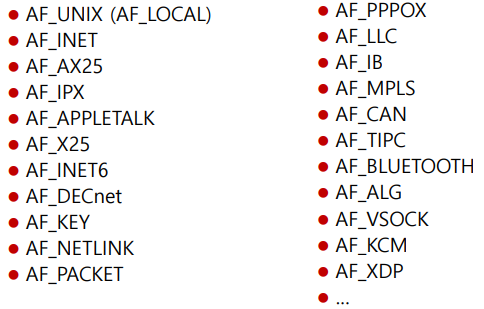 ● AF_UNIX (AF_LOCAL)
● AF_INET
● AF_AX25
● AF_IPX
● AF_APPLETALK
● AF_X25
● AF_INET6
● AF_DECnet
● AF_KEY
● AF_NETLINK
● AF_PACKET
● AF_PPPOX
● AF_LLC
● AF_IB
● AF_MPLS
● AF_CAN
● AF_TIPC
● AF_BLUETOOTH
● AF_ALG
● AF_VSOCK
● AF_KCM
● AF_XDP
● ...